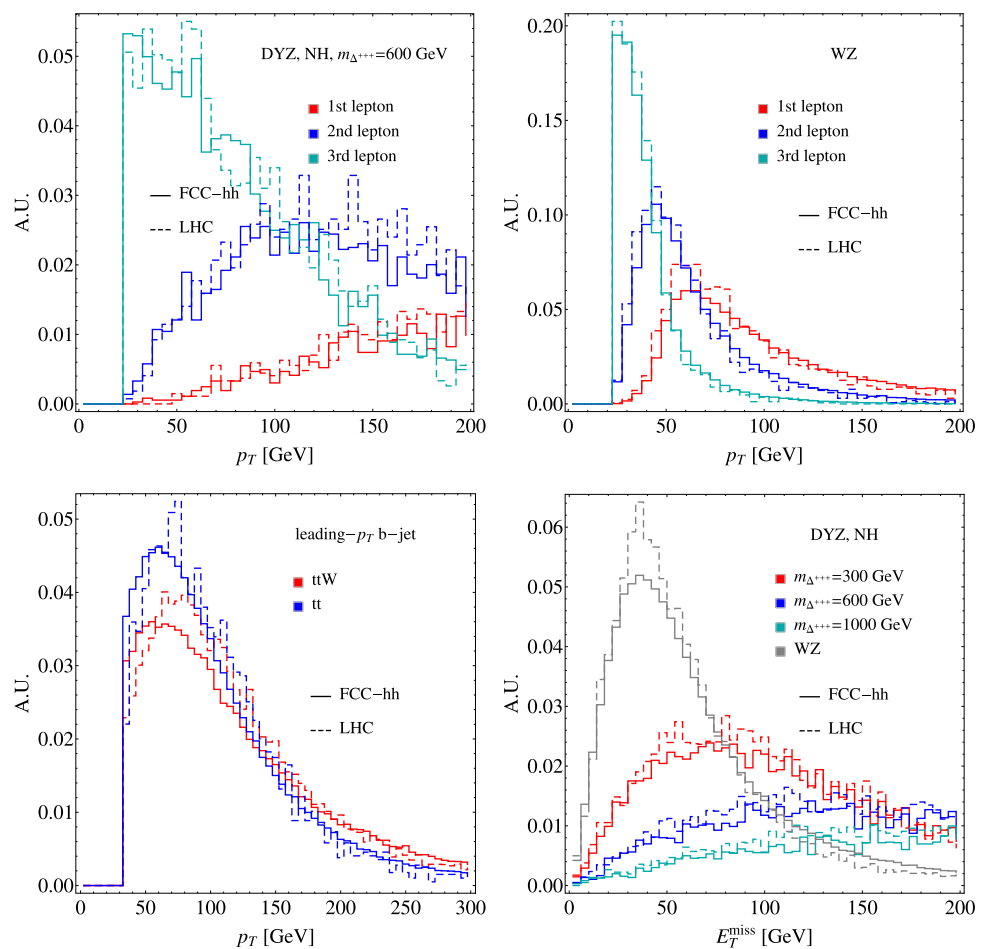 DYZ, NH, m_Δ+++=600 GeV
1st lepton
2nd lepton
3rd lepton
FCC-hh
LHC
A.U.
0.05
0.04
0.03
0.02
0.01
0.00
0 50 100 150 200
p_T [GeV]
WZ
1st lepton
2nd lepton
3rd lepton
FCC-hh
LHC
A.U.
0.20
0.15
0.10
0.05
0.00
0 50 100 150 200
p_T [GeV]
leading-p_T b-jet
ttW
tt
FCC-hh
LHC
A.U.
0.05
0.04
0.03
0.02
0.01
0.00
0 50 100 150 200 250 300
p_T [GeV]
DYZ, NH
m_Δ+++=300 GeV
m_Δ+++=600 GeV
m_Δ+++=1000 GeV
WZ
FCC-hh
LHC
A.U.
0.06
0.05
0.04
0.03
0.02
0.01
0.00
0 50 100 150 200
E_T^miss [GeV]